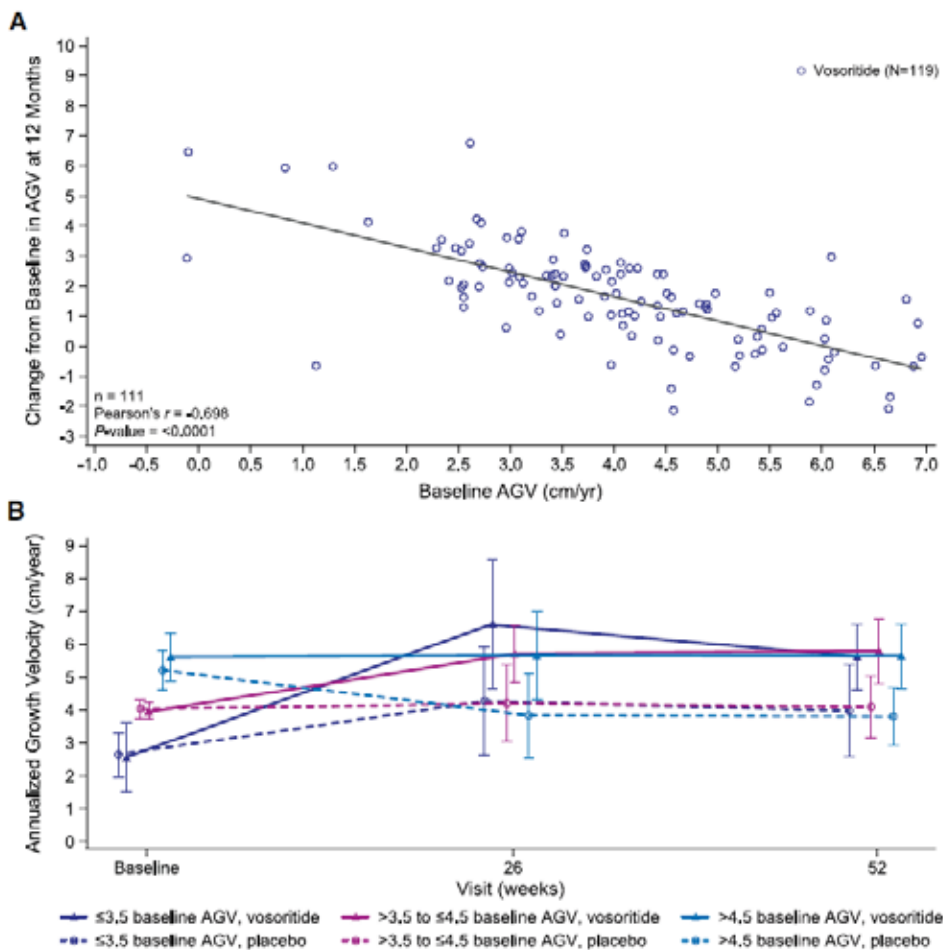 A
Change from Baseline in AGV at 12 Months
10
9
8
7
6
5
4
3
2
1
0
-1
-2
-3
Vosoritide (N=119)
n = 111
Pearson's r = -0.698
P-value = <0.0001
-1.0 -0.5 0.0 0.5 1.0 1.5 2.0 2.5 3.0 3.5 4.0 4.5 5.0 5.5 6.0 6.5 7.0
Baseline AGV (cm/yr)
B
Annualized Growth Velocity (cm/year)
9
8
7
6
5
4
3
2
1
0
Baseline 26 52
Visit (weeks)
≤3.5 baseline AGV, vosoritide >3.5 to ≤4.5 baseline AGV, vosoritide >4.5 baseline AGV, vosoritide
≤3.5 baseline AGV, placebo >3.5 to ≤4.5 baseline AGV, placebo >4.5 baseline AGV, placebo